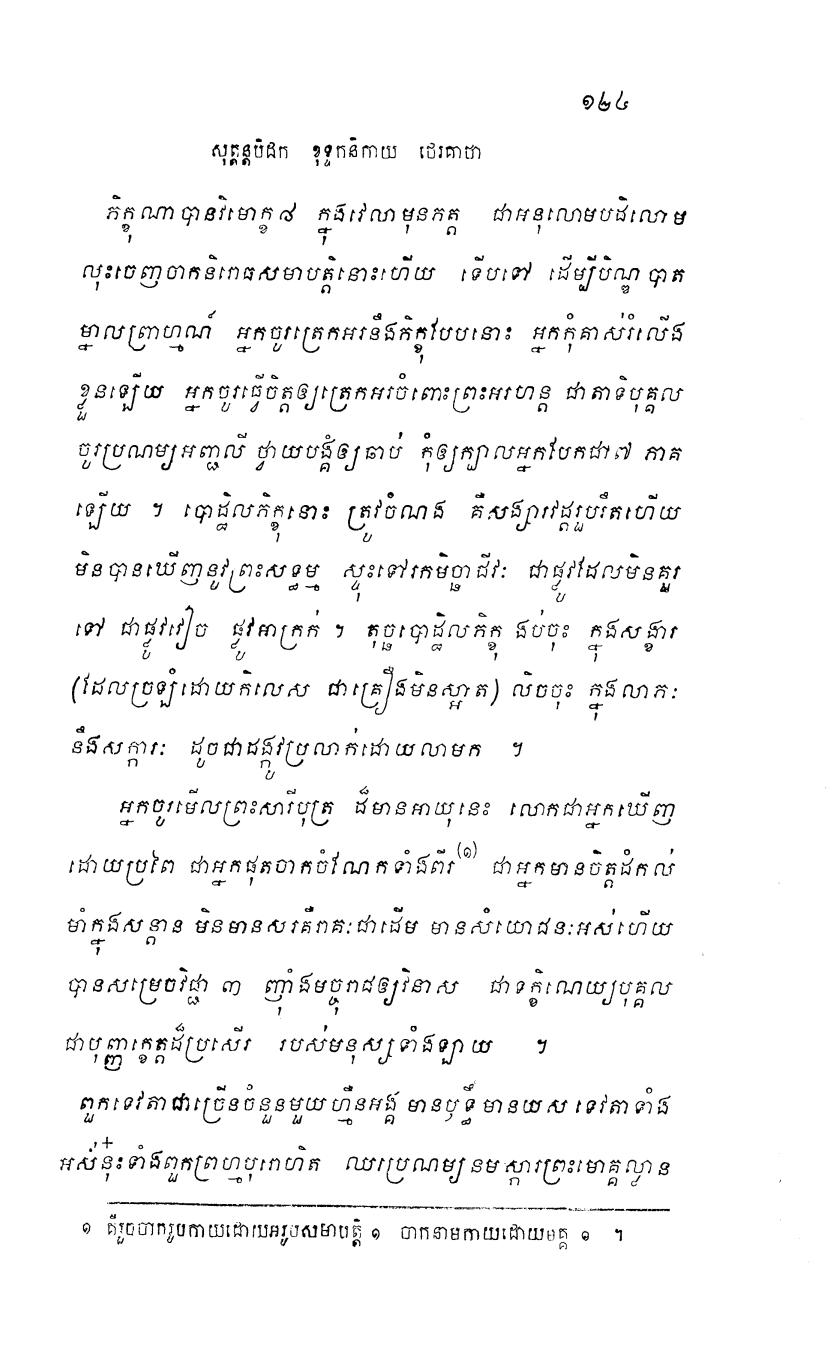 ១២៤
សុត្តន្តបិដក ខុទ្ទកនិកាយ ថេរគាថា
ភិក្ខុណាបានវិមោក្ខ ៨ ក្នុងវេលាមុនភត្ត ជាអនុលោមបដិលោម
លុះចេញចាកនិរោធសមាបត្តិនោះហើយ ទើបទៅ ដើម្បីបិណ្ឌបាត
ម្នាលព្រាហ្មណ៍ អ្នកចូរត្រេកអរនឹងភិក្ខុបែបនោះ អ្នកកុំគាស់រំលើង
ខ្លួនឡើយ អ្នកចូរធ្វើចិត្តឲ្យត្រេកអរចំពោះព្រះអរហន្ត ជាតាទិបុគ្គល
ចូរប្រណម្យអញ្ជលី ថ្វាយបង្គំឲ្យឆាប់ កុំឲ្យក្បាលអ្នកបែកជា ៧ ភាគ
ឡើយ ។ បោដ្ឋិលភិក្ខុនោះ ត្រូវចំណង គឺសង្សារវដ្តរួបរឹតហើយ
មិនបានឃើញនូវព្រះសទ្ធម្ម ស្ទុះទៅរកមិច្ឆាជីវៈ ជាផ្លូវដែលមិនគួរ
ទៅ ជាផ្លូវវៀច ផ្លូវអាក្រក់ ។ តុច្ឆបោដ្ឋិលភិក្ខុ ងប់ចុះ ក្នុងសង្ខារ
(ដែលច្រឡំដោយកិលេស ជាគ្រឿងមិនស្អាត) លិចចុះ ក្នុងលាភៈ
នឹងសក្ការៈ ដូចជាដង្កូវប្រលាក់ដោយលាមក ។
អ្នកចូរមើលព្រះសារីបុត្រ ដ៏មានអាយុនេះ លោកជាអ្នកឃើញ
ដោយប្រពៃ ជាអ្នកផុតចាកចំណែកទាំងពីរ(១) ជាអ្នកមានចិត្តដំកល់
មាំក្នុងសន្តាន មិនមានសរគឺរាគៈជាដើម មានសំយោជនៈអស់ហើយ
បានសម្រេចវិជ្ជា ៣ ញ៉ាំងមច្ចុរាជឲ្យវិនាស ជាទក្ខិណេយ្យបុគ្គល
ជាបុញ្ញក្ខេត្តដ៏ប្រសើរ របស់មនុស្សទាំងឡាយ ។
ពួកទេវតាជាច្រើនចំនួនមួយហ្មឺនអង្គ មានឫទ្ធិ មានយស ទេវតាទាំង
អស់នុ៎ះទាំងពួកព្រហ្មបុរោហិត ឈរប្រណម្យនមស្ការព្រះមោគ្គល្លាន
១ គឺរួចចាករូបកាយដោយអរូបសមាបត្តិ ១ ចាកនាមកាយដោយមគ្គ ១ ។